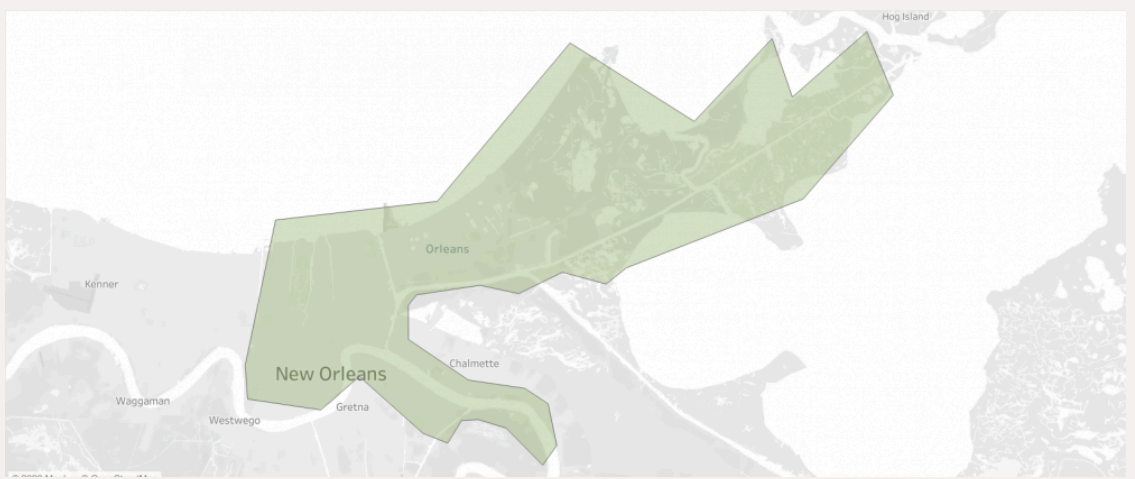 Hog Island
Orleans
Kenner
Chalmette
New Orleans
Waggaman
Gretna
Westwego